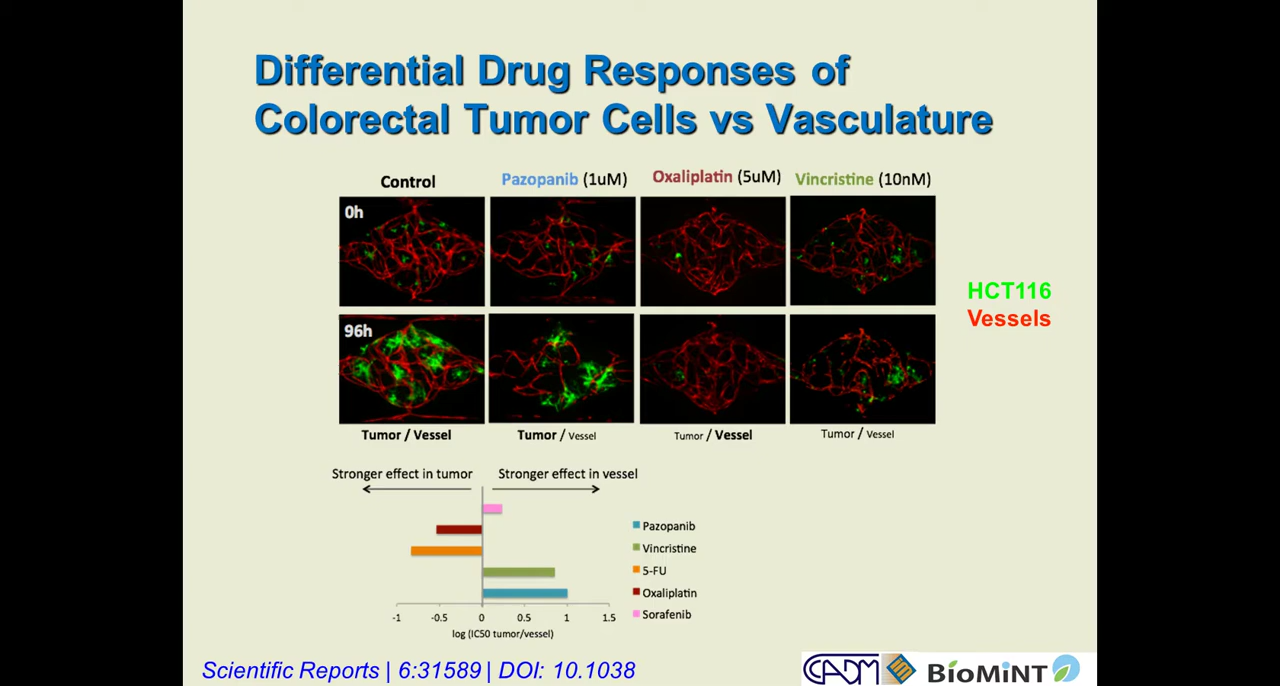 Differential Drug Responses of
Colorectal Tumor Cells vs Vasculature
Control
Pazopanib (1uM)
Oxaliplatin (5uM)
Vincristine (10nM)
0h
HCT116
Vessels
96h
Tumor / Vessel
Tumor / Vessel
Tumor / Vessel
Tumor / Vessel
Stronger effect in tumor
Stronger effect in vessel
Pazopanib
Vincristine
5-FU
Oxaliplatin
Sorafenib
-1 -0.5 0 0.5 1 1.5
log (IC50 tumor/vessel)
Scientific Reports | 6:31589 | DOI: 10.1038
CADM
BioMiNT